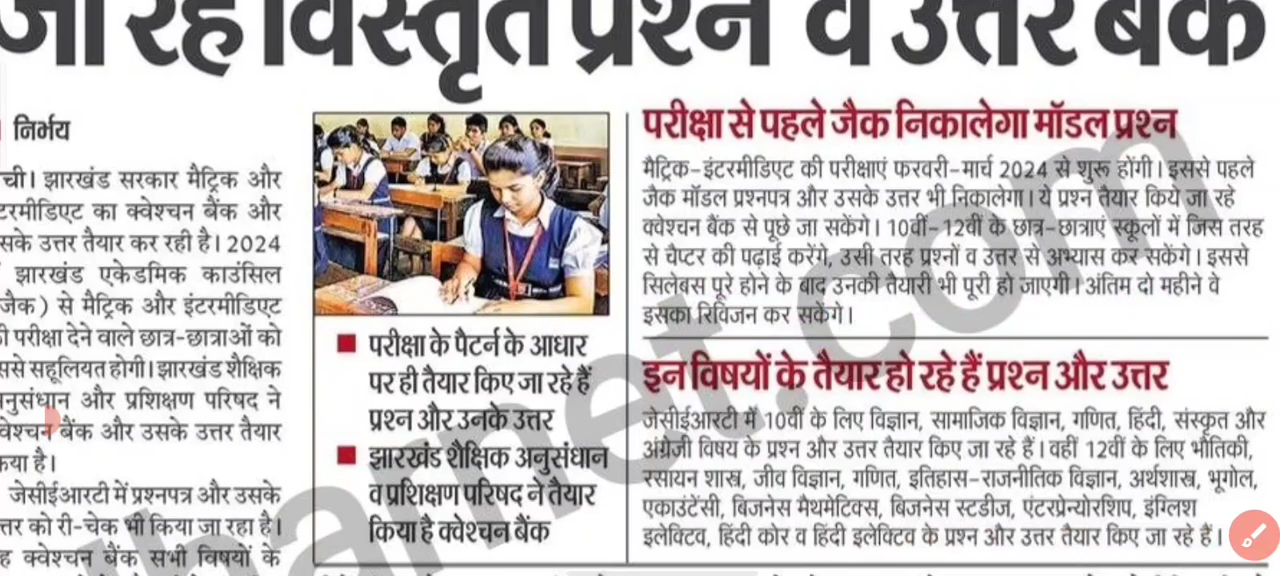 जा रहे विस्तृत प्रश्न व उत्तर बैंक
निर्भय
ची। झारखंड सरकार मैट्रिक और
टरमीडिएट का क्वेश्चन बैंक और
सके उत्तर तैयार कर रही है। 2024
झारखंड एकेडमिक काउंसिल
जैक) से मैट्रिक और इंटरमीडिएट
ी परीक्षा देने वाले छात्र-छात्राओं को
ससे सहूलियत होगी। झारखंड शैक्षिक
नुसंधान और प्रशिक्षण परिषद ने
वेश्चन बैंक और उसके उत्तर तैयार
कया है।
जेसीईआरटी में प्रश्नपत्र और उसके
त्तर को री-चेक भी किया जा रहा है।
ह क्वेश्चन बैंक सभी विषयों के
परीक्षा के पैटर्न के आधार
पर ही तैयार किए जा रहे हैं
प्रश्न और उनके उत्तर
झारखंड शैक्षिक अनुसंधान
व प्रशिक्षण परिषद ने तैयार
किया है क्वेश्चन बैंक
परीक्षा से पहले जैक निकालेगा मॉडल प्रश्न
मैट्रिक-इंटरमीडिएट की परीक्षाएं फरवरी-मार्च 2024 से शुरू होंगी। इससे पहले
जैक मॉडल प्रश्नपत्र और उसके उत्तर भी निकालेगा। ये प्रश्न तैयार किये जा रहे
क्वेश्चन बैंक से पूछे जा सकेंगे। 10वीं-12वीं के छात्र-छात्राएं स्कूलों में जिस तरह
से चैप्टर की पढ़ाई करेंगे, उसी तरह प्रश्नों व उत्तर से अभ्यास कर सकेंगे। इससे
सिलेबस पूरे होने के बाद उनकी तैयारी भी पूरी हो जाएगी। अंतिम दो महीने वे
इसका रिविजन कर सकेंगे।
इन विषयों के तैयार हो रहे हैं प्रश्न और उत्तर
जेसीईआरटी में 10वीं के लिए विज्ञान, सामाजिक विज्ञान, गणित, हिंदी, संस्कृत और
अंग्रेजी विषय के प्रश्न और उत्तर तैयार किए जा रहे हैं। वहीं 12वीं के लिए भौतिकी,
रसायन शास्त्र, जीव विज्ञान, गणित, इतिहास-राजनीतिक विज्ञान, अर्थशास्त्र, भूगोल,
एकाउंटेंसी, बिजनेस मैथमेटिक्स, बिजनेस स्टडीज, एंटरप्रेन्योरशिप, इंग्लिश
इलेक्टिव, हिंदी कोर व हिंदी इलेक्टिव के प्रश्न और उत्तर तैयार किए जा रहे हैं।
harnet.com